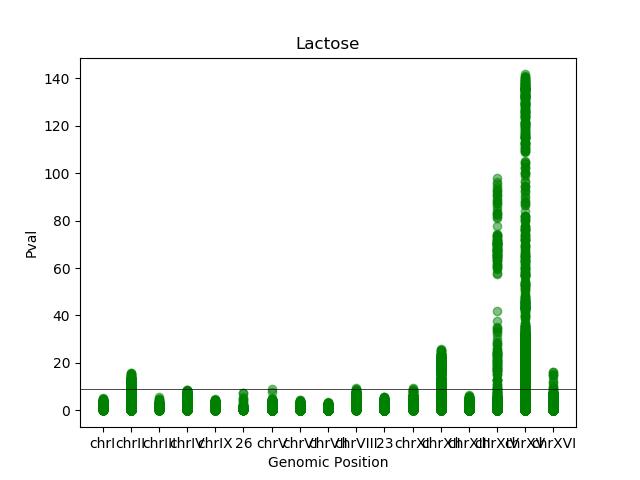 Lactose
Pval
140
120
100
80
60
40
20
0
chrI chrII chrIII chrIV chrIX 26 chrV chrVI chrVII chrVIII 23 chrXI chrXII chrXIII chrXIV chrXV chrXVI
Genomic Position